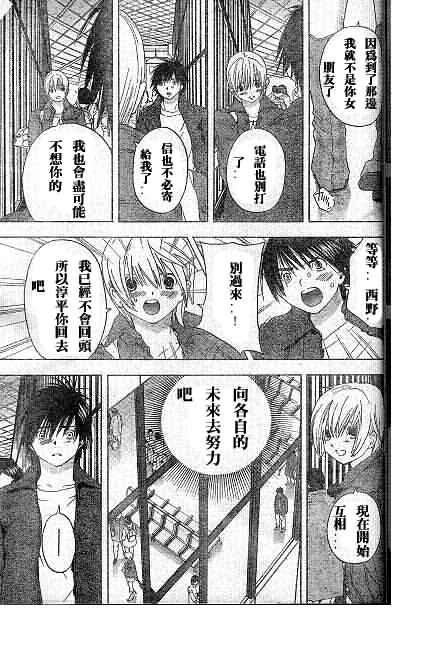 因爲到了那邊
我就不是你女
朋友了
電話也別打
了．
信也不必寄
給我了．
我也會盡可能
不想你的
等等．西野．
別過來．！
我已經不會回頭
所以淳平你回去
吧
現在開始
互相．
向各自的
未來去努力
吧